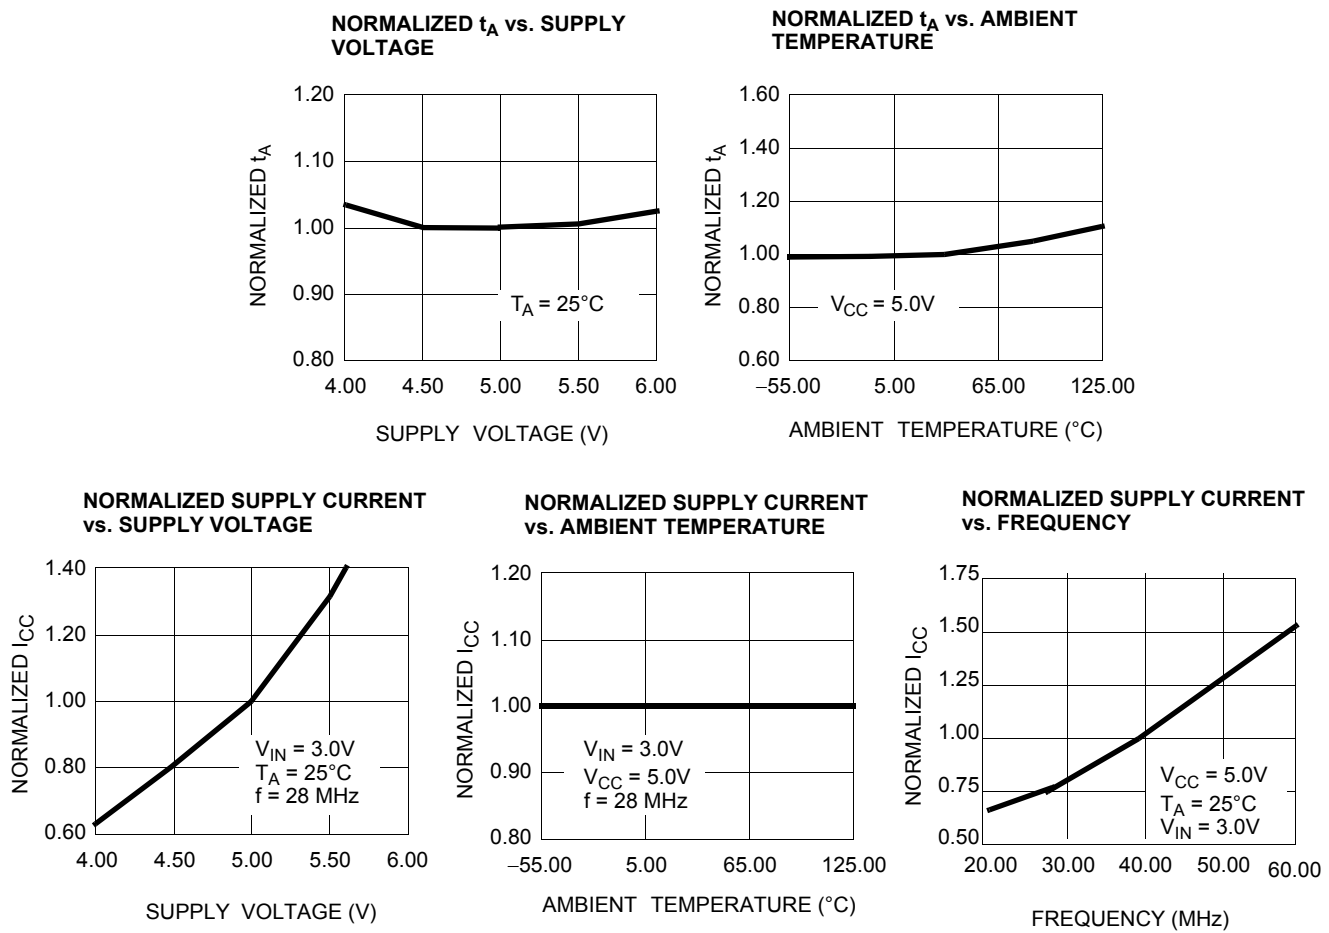 NORMALIZED tA vs. SUPPLY
VOLTAGE
1.20
1.10
1.00
0.90
0.80
NORMALIZED tA
TA = 25°C
4.00 4.50 5.00 5.50 6.00
SUPPLY VOLTAGE (V)
NORMALIZED tA vs. AMBIENT
TEMPERATURE
1.60
1.40
1.20
1.00
0.80
0.60
NORMALIZED tA
VCC = 5.0V
−55.00 5.00 65.00 125.00
AMBIENT TEMPERATURE (°C)
NORMALIZED SUPPLY CURRENT
vs. SUPPLY VOLTAGE
1.40
1.20
1.00
0.80
0.60
NORMALIZED ICC
VIN = 3.0V
TA = 25°C
f = 28 MHz
4.00 4.50 5.00 5.50 6.00
SUPPLY VOLTAGE (V)
NORMALIZED SUPPLY CURRENT
vs. AMBIENT TEMPERATURE
1.20
1.10
1.00
0.90
0.80
NORMALIZED ICC
VIN = 3.0V
VCC = 5.0V
f = 28 MHz
−55.00 5.00 65.00 125.00
AMBIENT TEMPERATURE (°C)
NORMALIZED SUPPLY CURRENT
vs. FREQUENCY
1.75
1.50
1.25
1.00
0.75
0.50
NORMALIZED ICC
VCC = 5.0V
TA = 25°C
VIN = 3.0V
20.00 30.00 40.00 50.00 60.00
FREQUENCY (MHz)